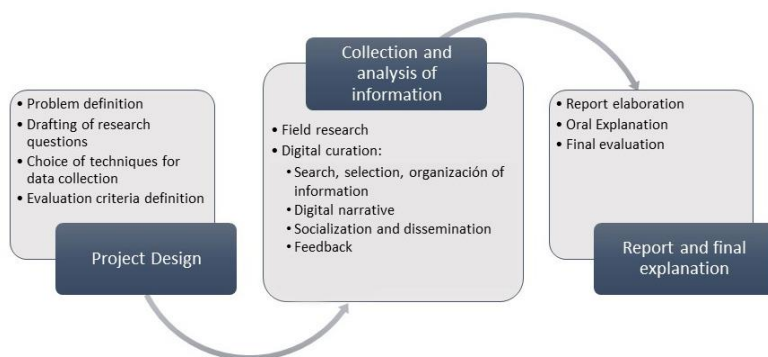 • Problem definition
• Drafting of research
questions
• Choice of techniques for
data collection
• Evaluation criteria definition
Project Design
Collection and
analysis of
information
• Field research
• Digital curation:
• Search, selection, organización of
information
• Digital narrative
• Socialization and dissemination
• Feedback
• Report elaboration
• Oral Explanation
• Final evaluation
Report and final
explanation